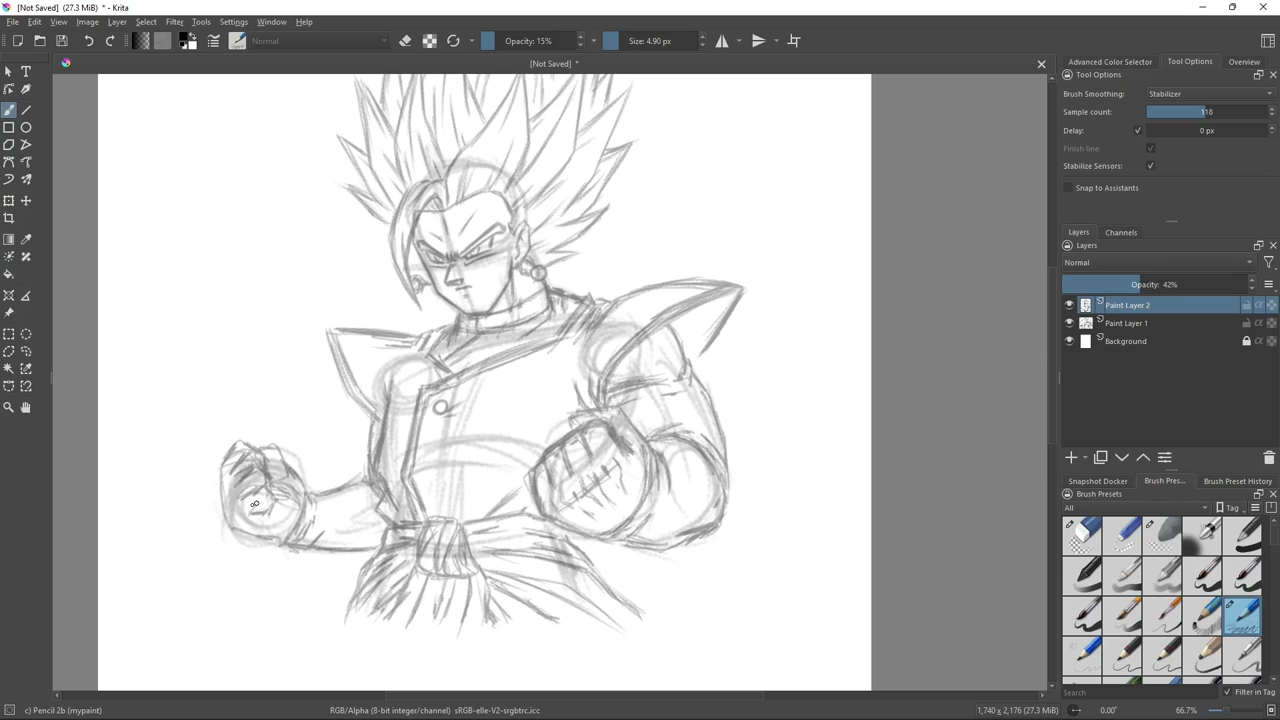 [Not Saved] (27.3 MiB) * - Krita
File Edit View Image Layer Select Filter Tools Settings Window Help
Normal Opacity: 15% Size: 4.90 px
[Not Saved] *
Advanced Color Selector Tool Options Overview
Tool Options
Brush Smoothing: Stabilizer
Sample count: 118
Delay: 0 px
Finish line:
Stabilize Sensors:
Snap to Assistants
Layers Channels
Layers
Normal
Opacity: 42%
Paint Layer 2
Paint Layer 1
Background
Snapshot Docker Brush Pres... Brush Preset History
Brush Presets
All Tag
Search Filter in Tag
c) Pencil 2b (mypaint) RGB/Alpha (8-bit integer/channel) sRGB-elle-V2-srgbtrc.icc 1,740 x 2,176 (27.3 MiB) 0.00° 66.7%